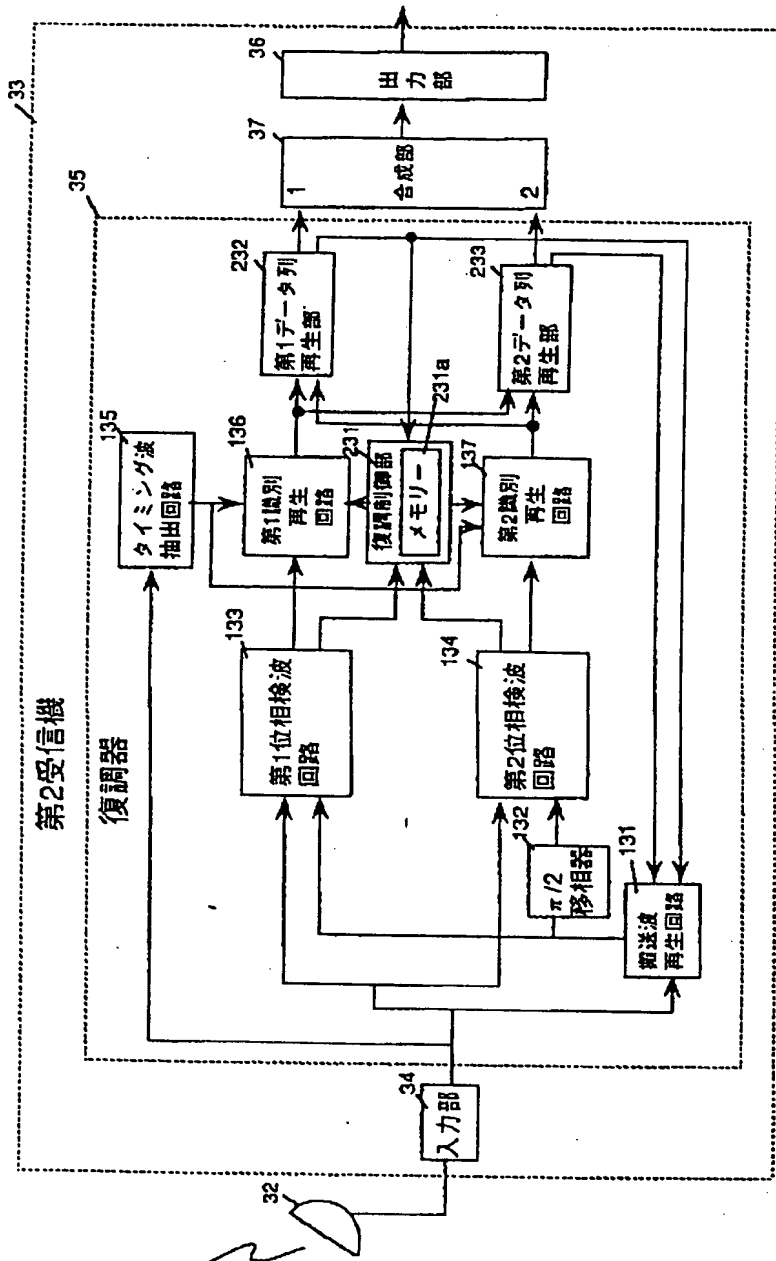 第2受信機
33
復調器
35
32
34
入力部
135
タイミング波
抽出回路
133
第1位相検波
回路
134
第2位相検波
回路
132
π/2
移相器
131
搬送波
再生回路
136
第1識別
再生
回路
231
復調制御部
231a
メモリー
137
第2識別
再生
回路
232
第1データ列
再生部
233
第2データ列
再生部
37
1
合成部
2
36
出力部